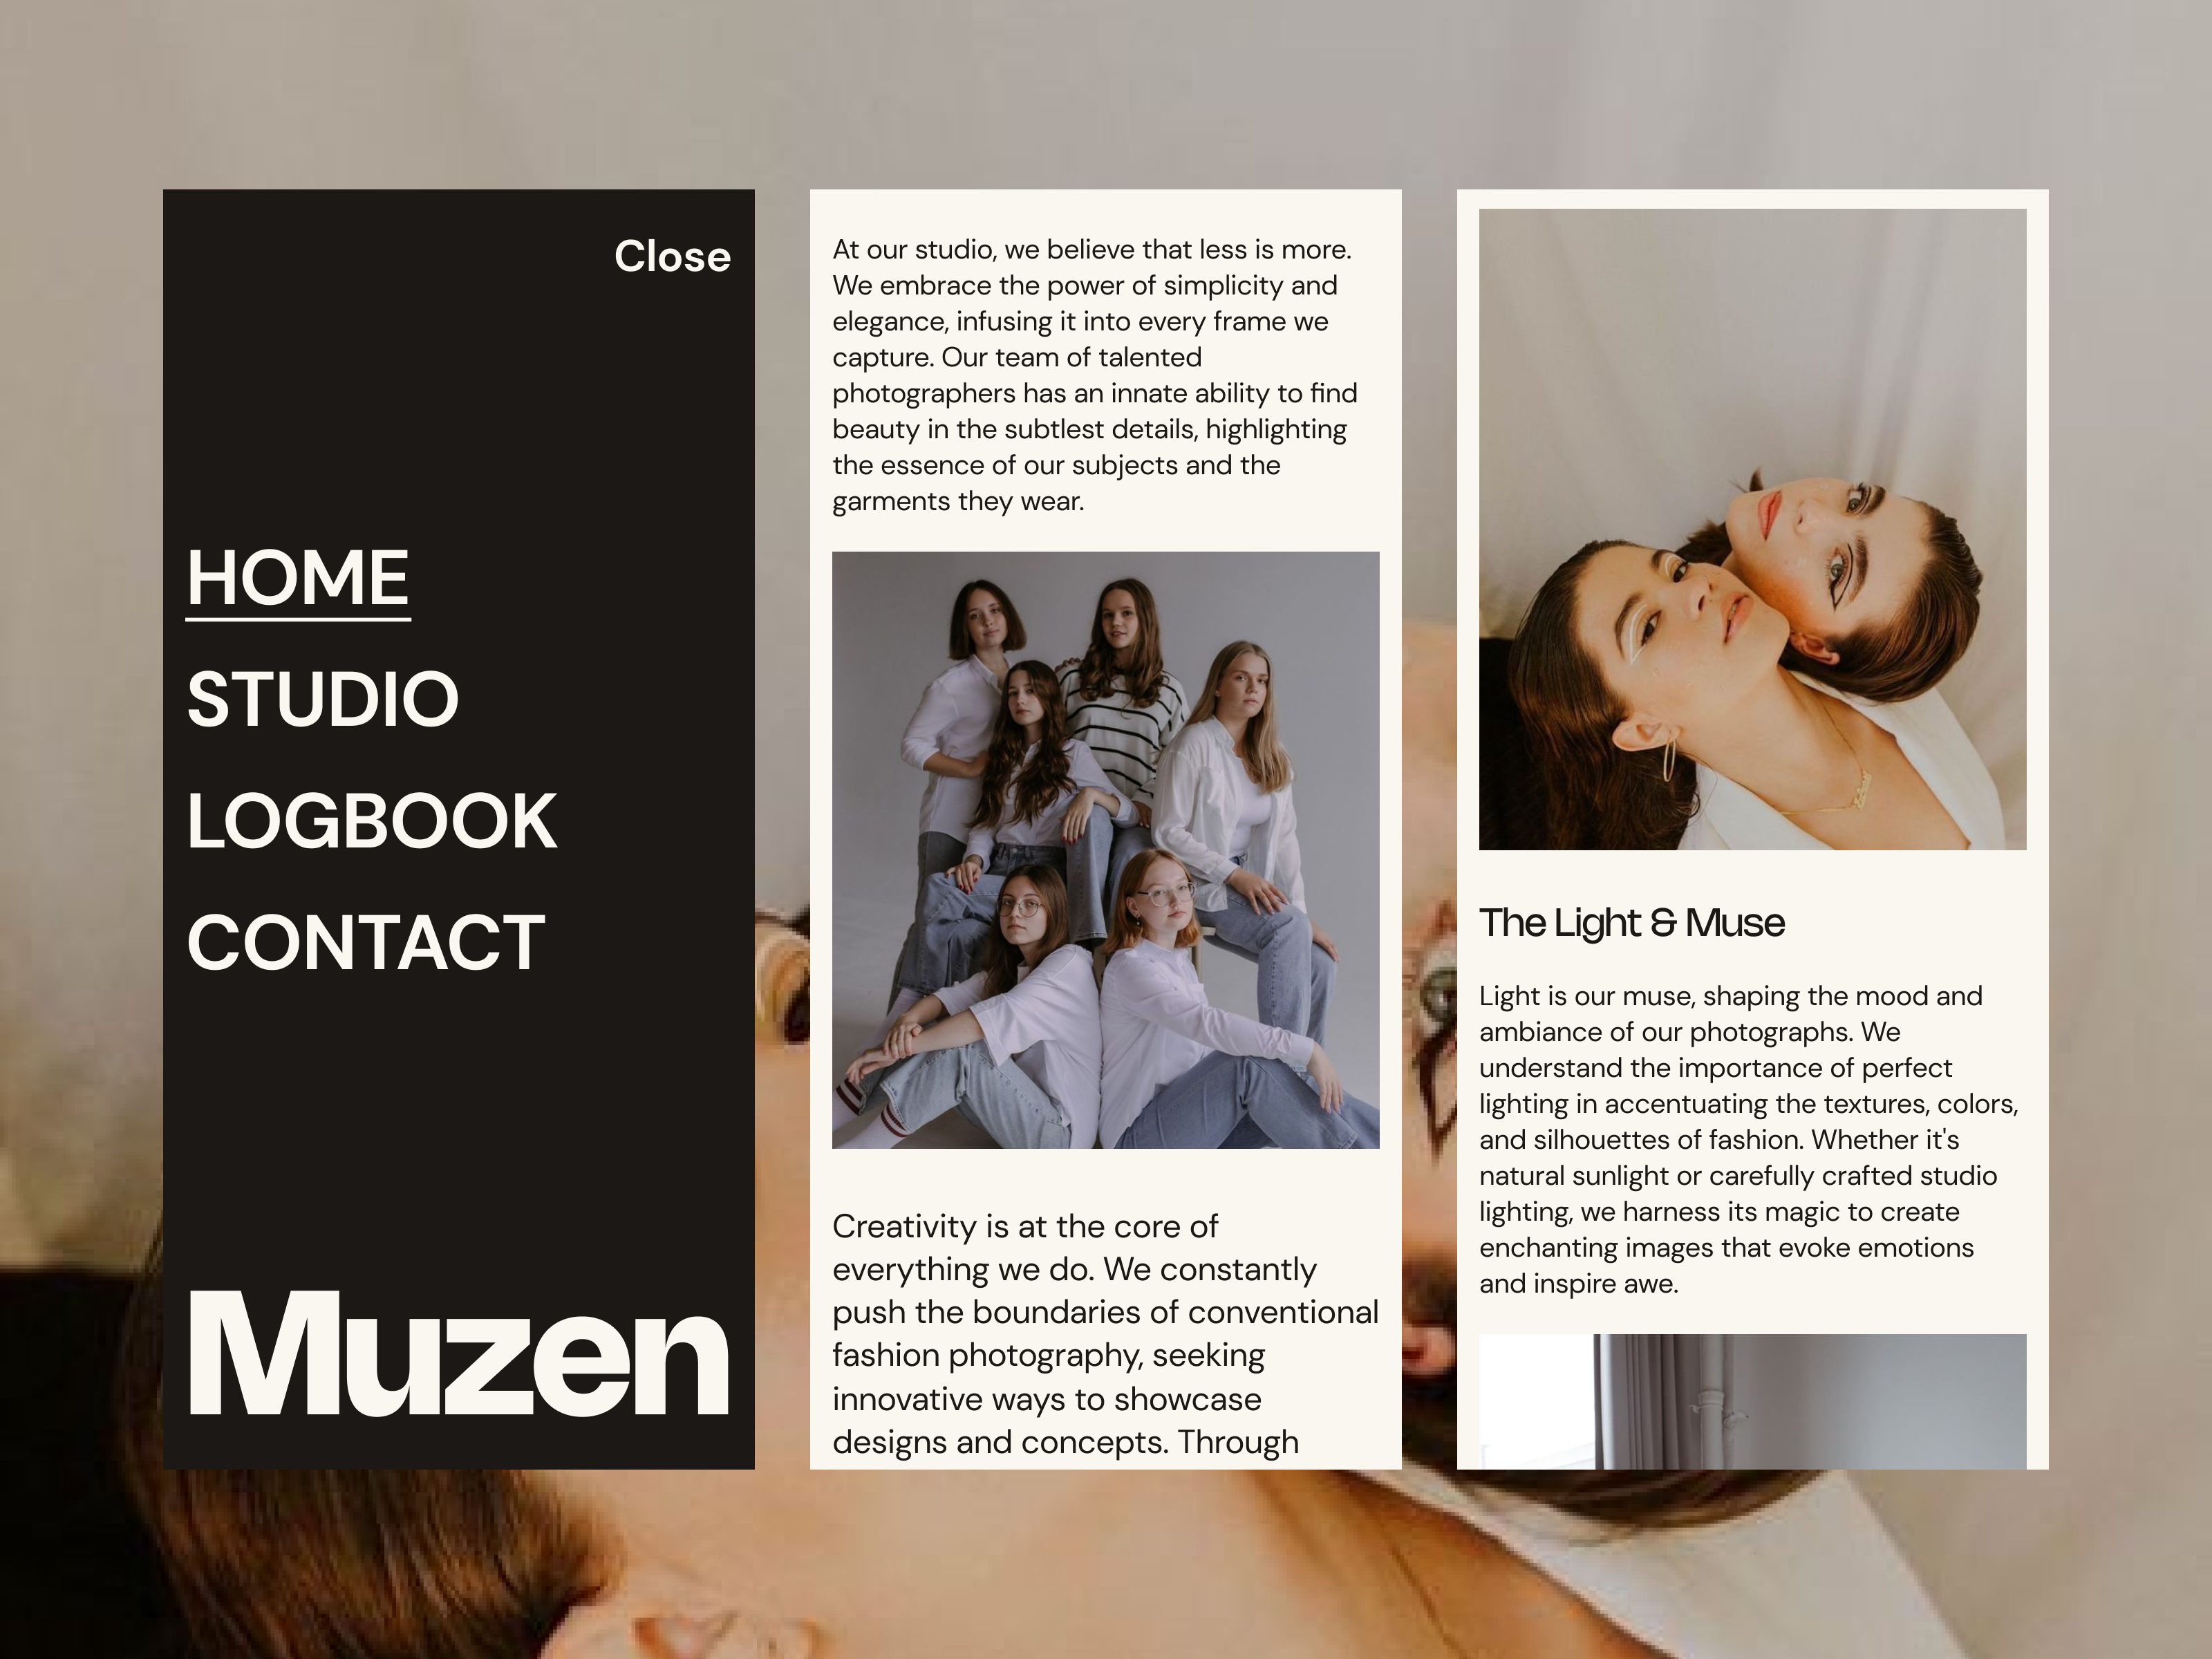 Close
HOME
STUDIO
LOGBOOK
CONTACT
Muzen
At our studio, we believe that less is more.
We embrace the power of simplicity and
elegance, infusing it into every frame we
capture. Our team of talented
photographers has an innate ability to find
beauty in the subtlest details, highlighting
the essence of our subjects and the
garments they wear.
Creativity is at the core of
everything we do. We constantly
push the boundaries of conventional
fashion photography, seeking
innovative ways to showcase
designs and concepts. Through
The Light & Muse
Light is our muse, shaping the mood and
ambiance of our photographs. We
understand the importance of perfect
lighting in accentuating the textures, colors,
and silhouettes of fashion. Whether it's
natural sunlight or carefully crafted studio
lighting, we harness its magic to create
enchanting images that evoke emotions
and inspire awe.